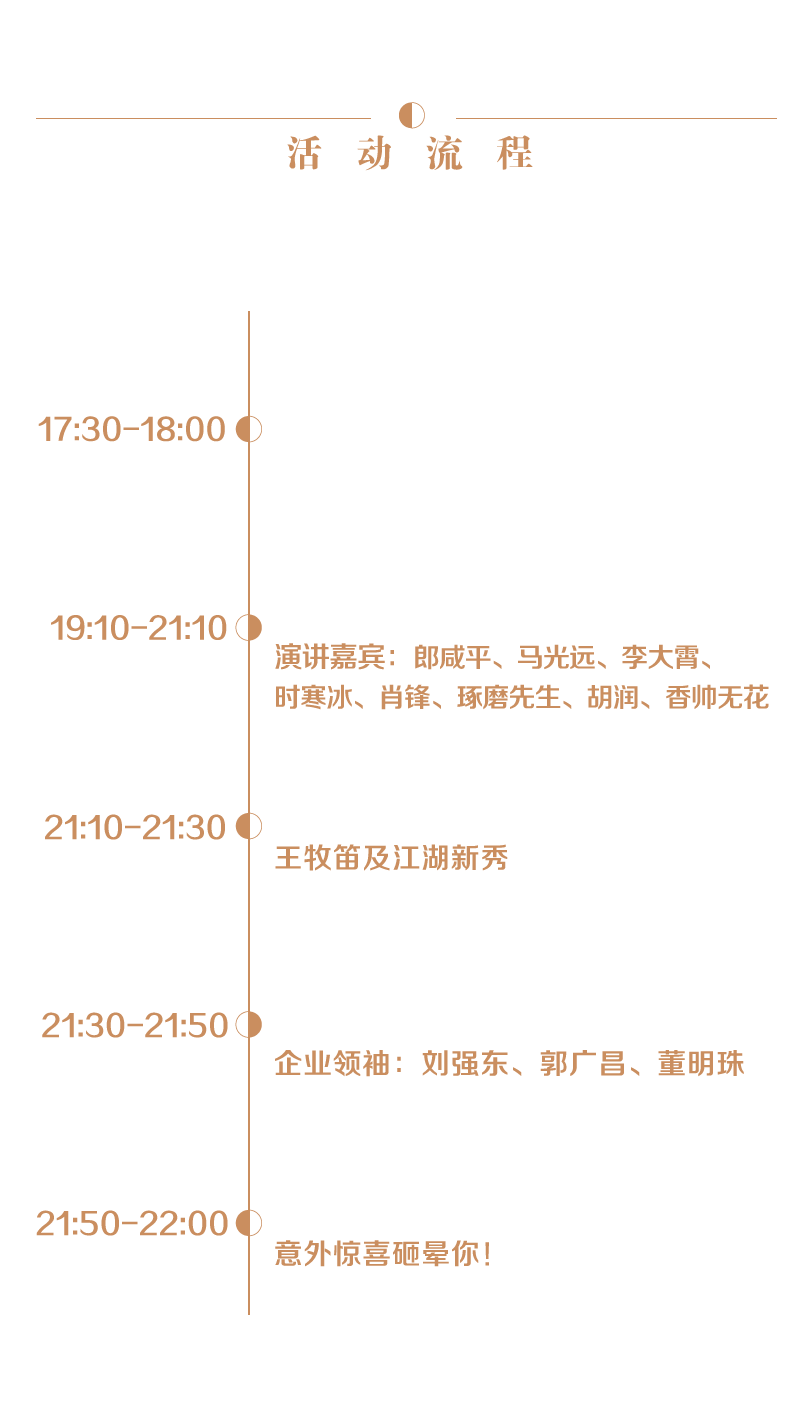 活动流程
17:30-18:00
19:10-21:10
演讲嘉宾：郎咸平、马光远、李大霄、
时寒冰、肖锋、琢磨先生、胡润、香帅无花
21:10-21:30
王牧笛及江湖新秀
21:30-21:50
企业领袖：刘强东、郭广昌、董明珠
21:50-22:00
意外惊喜砸晕你！